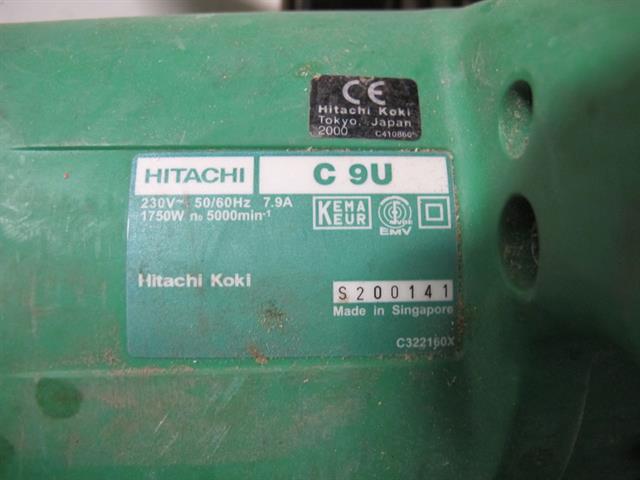 CE
Hitachi Koki
Tokyo, Japan
2000 C410860
HITACHI C 9U
230V~ 50/60Hz 7.9A
1750W n₀ 5000min⁻¹
KEMA
KEUR
VDE
EMV
Hitachi Koki
S200141
Made in Singapore
C322160X